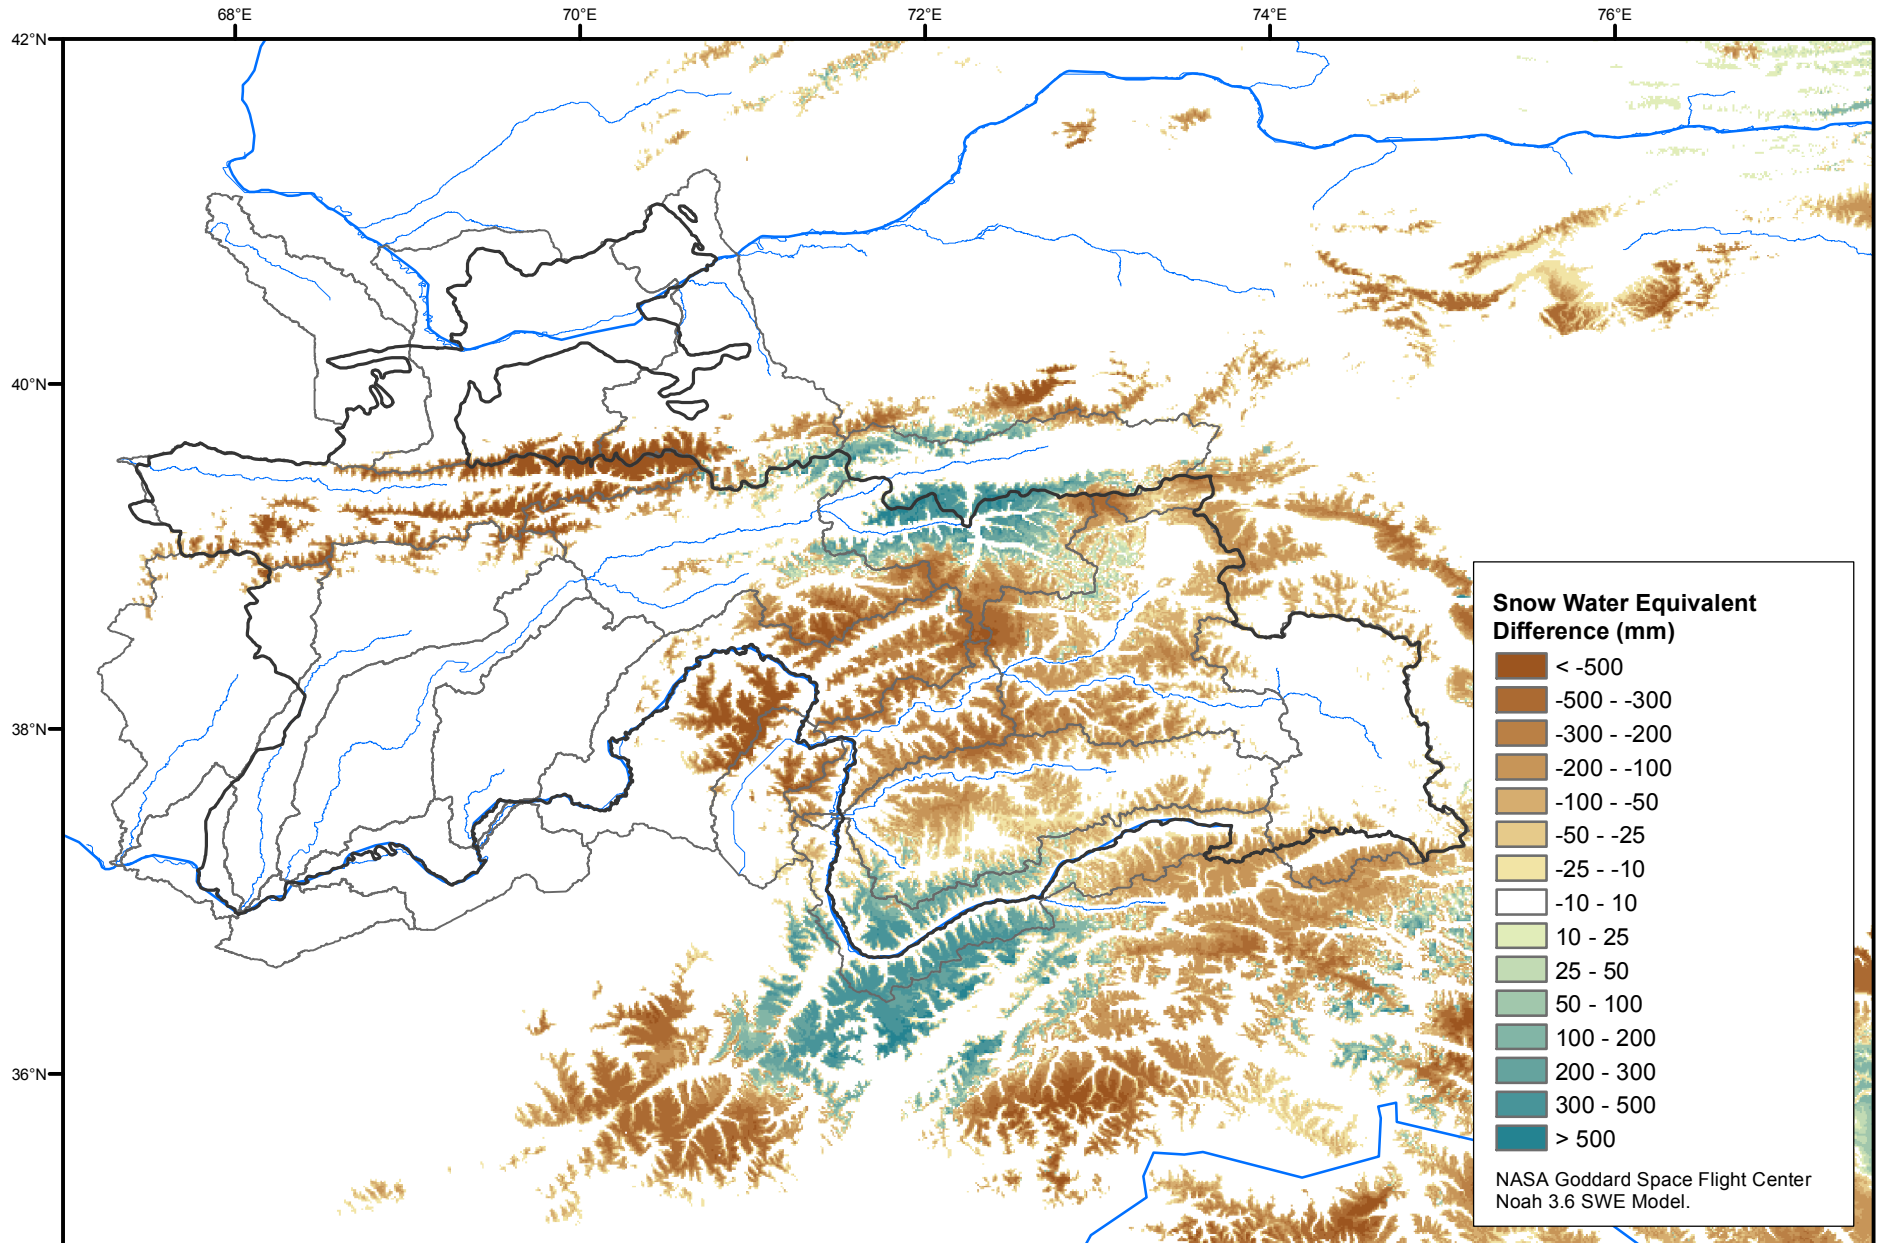 68°E
70°E
72°E
74°E
76°E
42°N
40°N
38°N
36°N
Snow Water Equivalent
Difference (mm)
< -500
-500 - -300
-300 - -200
-200 - -100
-100 - -50
-50 - -25
-25 - -10
-10 - 10
10 - 25
25 - 50
50 - 100
100 - 200
200 - 300
300 - 500
> 500
NASA Goddard Space Flight Center
Noah 3.6 SWE Model.